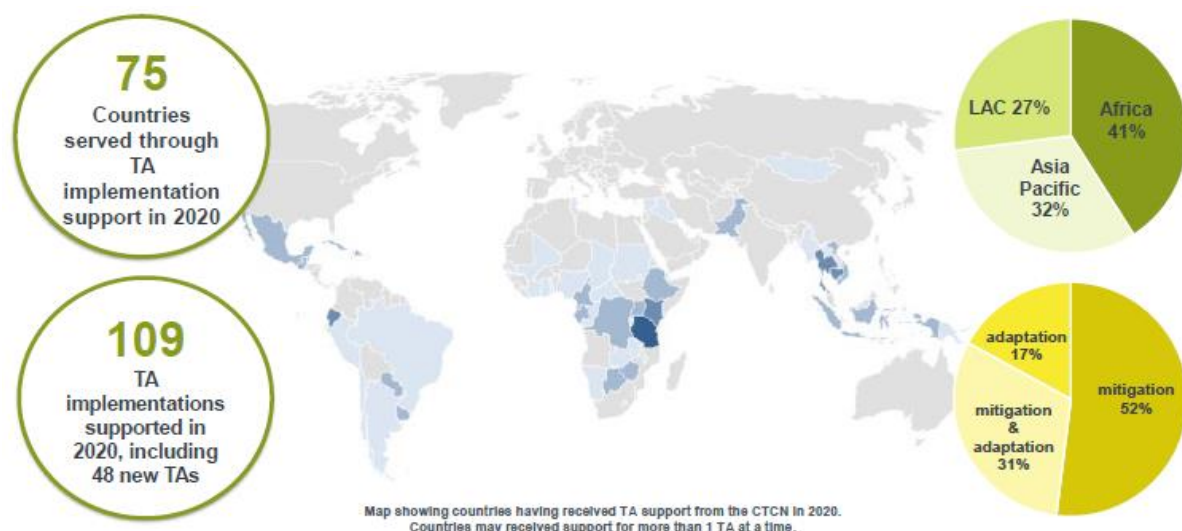 75
Countries
served through
TA
implementation
support in 2020
109
TA
implementations
supported in
2020, including
48 new TAs
LAC 27%
Africa
41%
Asia
Pacific
32%
adaptation
17%
mitigation
52%
mitigation
&
adaptation
31%
Map showing countries having received TA support from the CTCN in 2020.
Countries may received support for more than 1 TA at a time.